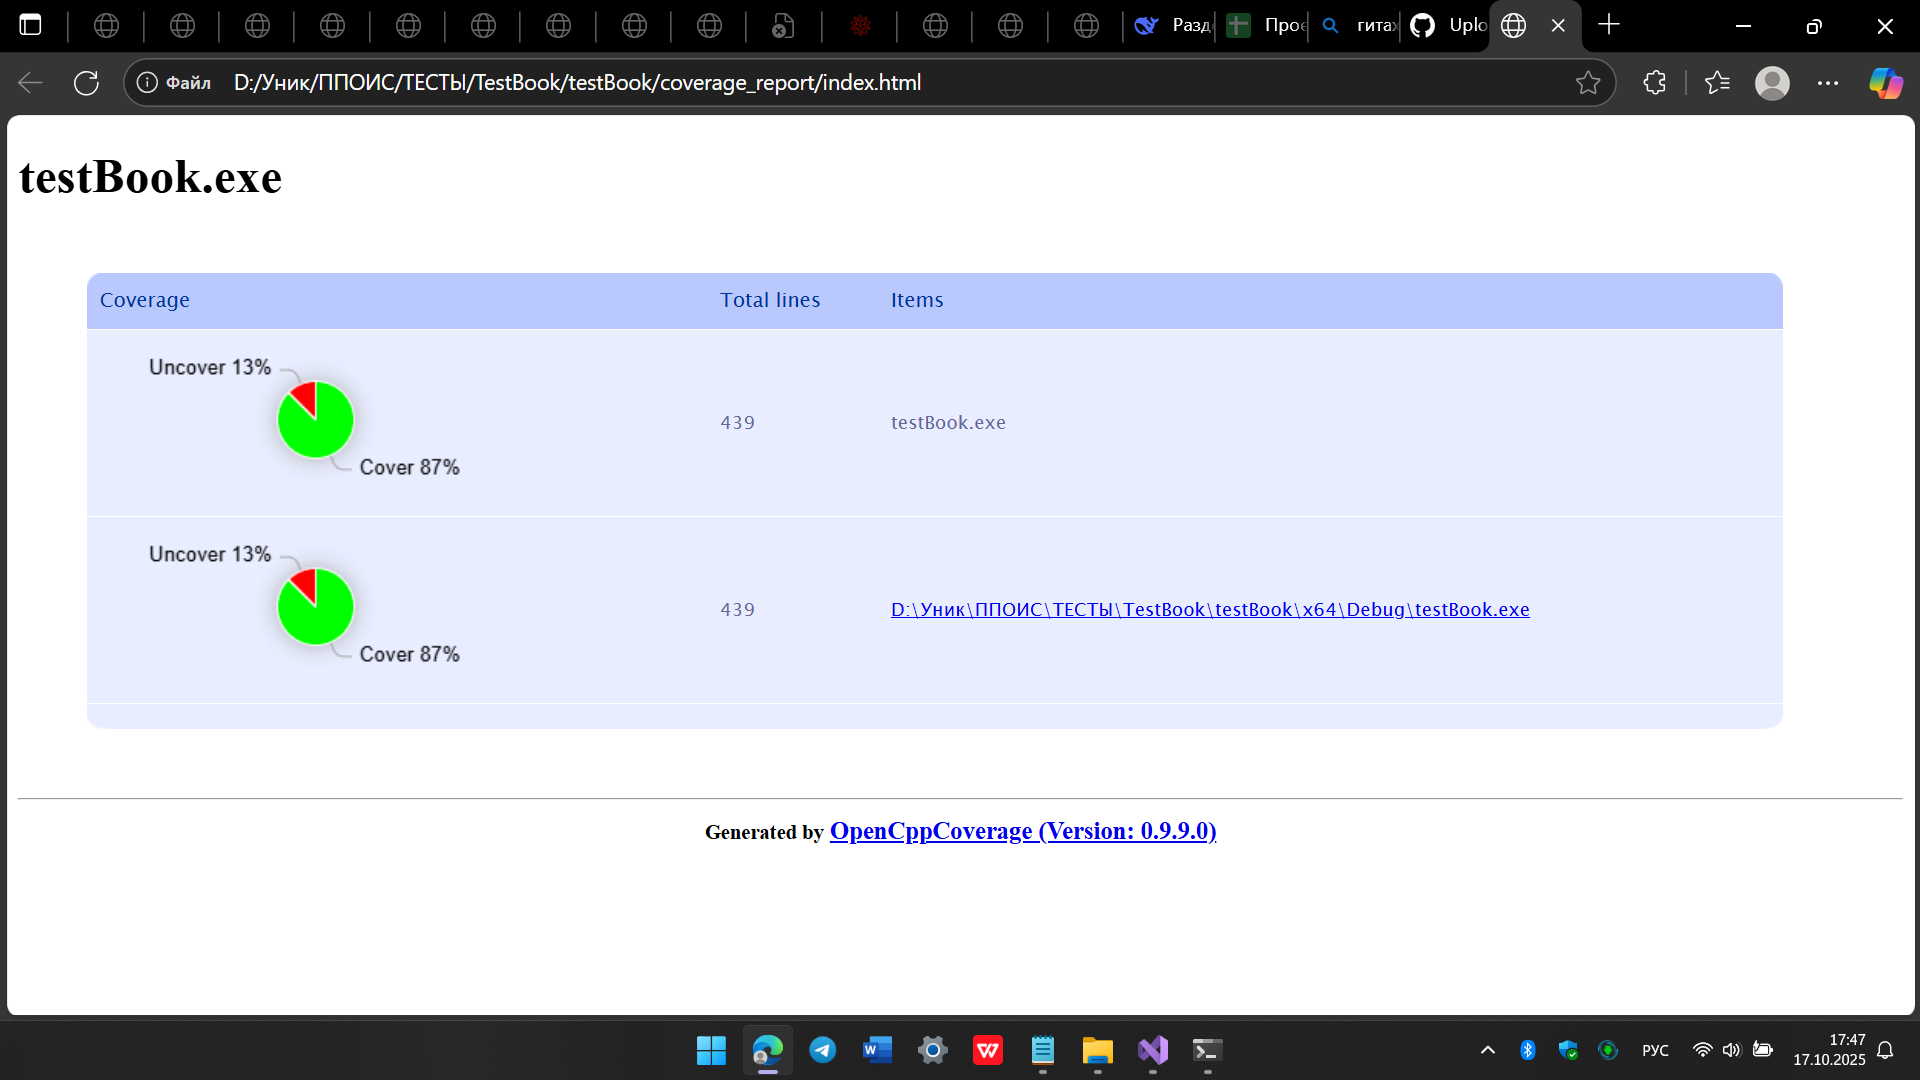 Разд
Прое
гита
Uplo
Файл D:/Уник/ППОИС/ТЕСТЫ/TestBook/testBook/coverage_report/index.html
testBook.exe
Coverage Total lines Items
Uncover 13%
439 testBook.exe
Cover 87%
Uncover 13%
439 D:\Уник\ППОИС\ТЕСТЫ\TestBook\testBook\x64\Debug\testBook.exe
Cover 87%
Generated by OpenCppCoverage (Version: 0.9.9.0)
РУС
17:47
17.10.2025